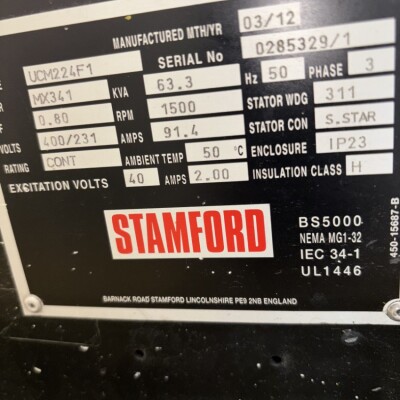 MANUFACTURED MTH/YR 03/12
SERIAL No 0285329/1
UCM224F1 KVA 63.3 Hz 50 PHASE 3
MX341 RPM 1500 STATOR WDG 311
0.80 AMPS 91.4 STATOR CON S.STAR
VOLTS 400/231 AMBIENT TEMP 50 °C ENCLOSURE IP23
RATING CONT AMPS 2.00 INSULATION CLASS H
EXCITATION VOLTS 40
STAMFORD
BS5000
NEMA MG1-32
IEC 34-1
UL1446
450-15687-B
BARNACK ROAD STAMFORD LINCOLNSHIRE PE9 2NB ENGLAND